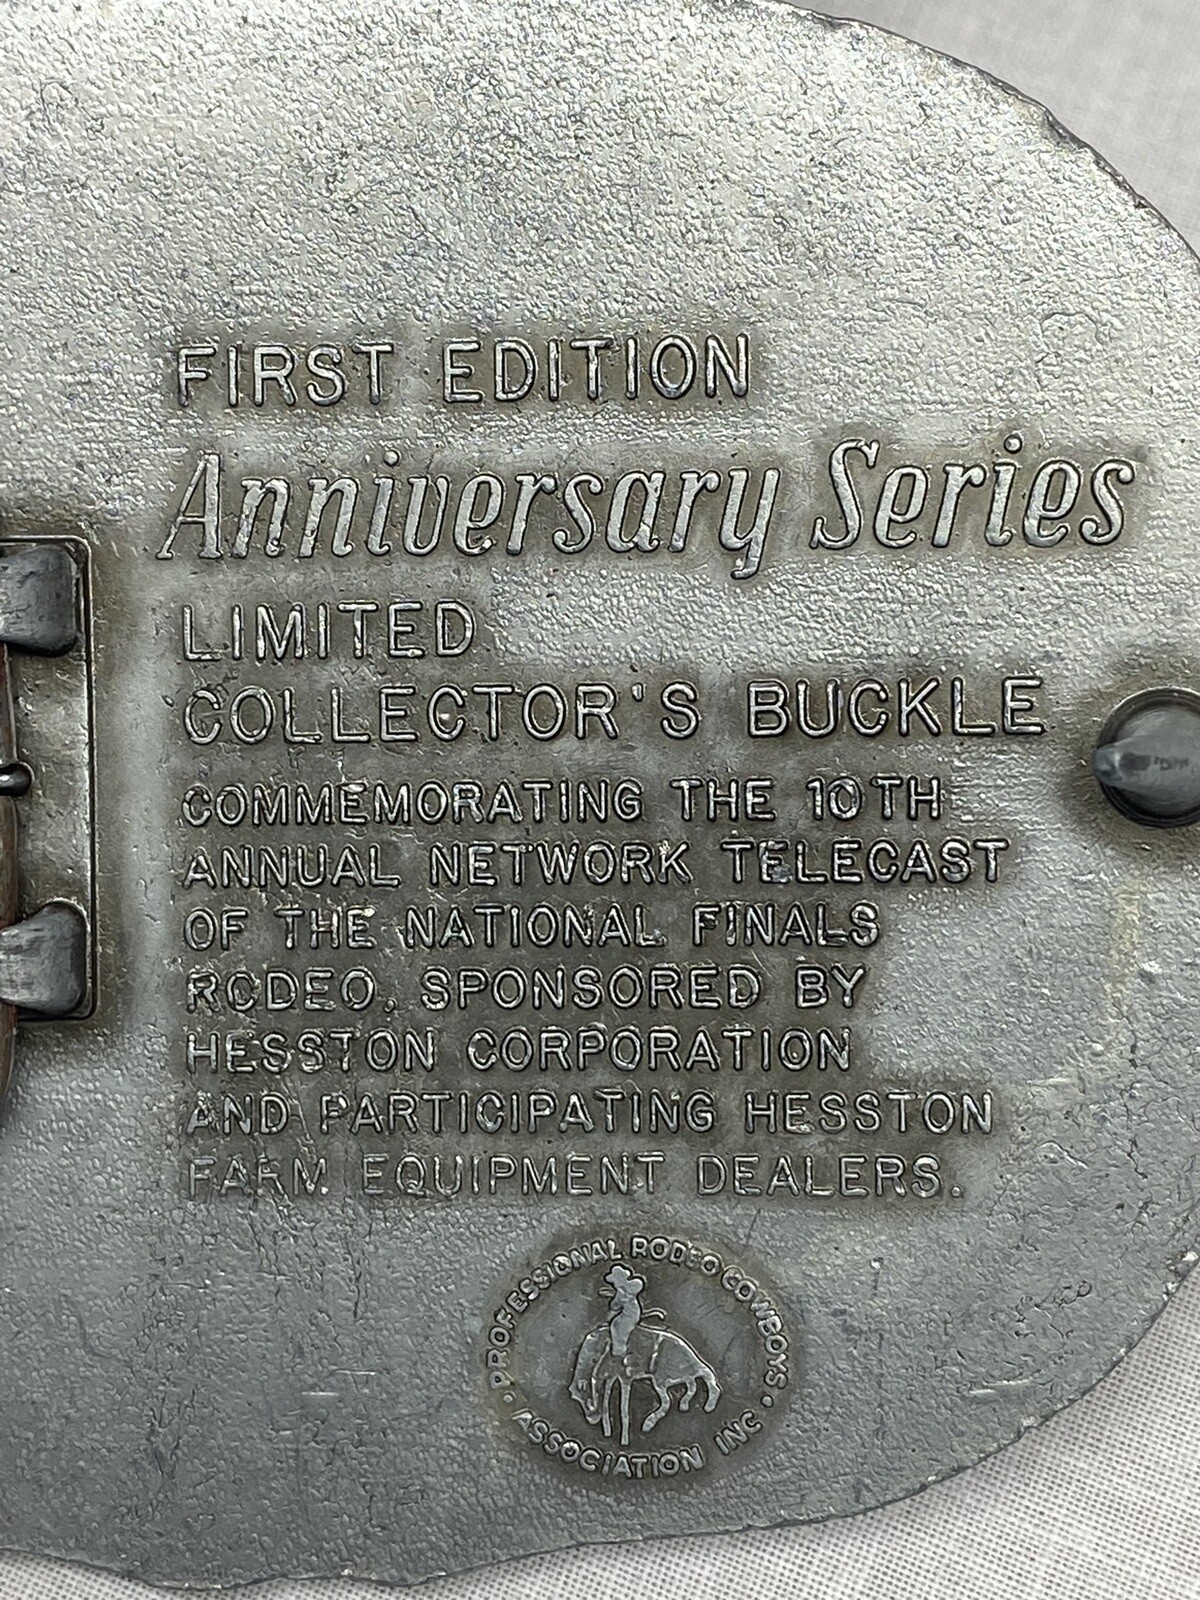 FIRST EDITION
Anniversary Series
LIMITED
COLLECTOR'S BUCKLE
COMMEMORATING THE 10TH
ANNUAL NETWORK TELECAST
OF THE NATIONAL FINALS
RODEO, SPONSORED BY
HESSTON CORPORATION
AND PARTICIPATING HESSTON
FARM EQUIPMENT DEALERS.
· PROFESSIONAL RODEO COWBOYS ·
ASSOCIATION INC